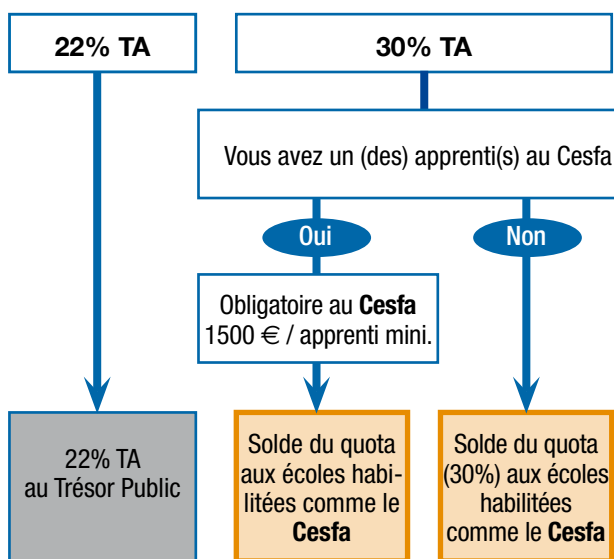 22% TA
30% TA
Vous avez un (des) apprenti(s) au Cesfa
Oui
Non
Obligatoire au Cesfa
1500 € / apprenti mini.
22% TA
au Trésor Public
Solde du quota
aux écoles habi-
litées comme le
Cesfa
Solde du quota
(30%) aux écoles
habilitées
comme le Cesfa